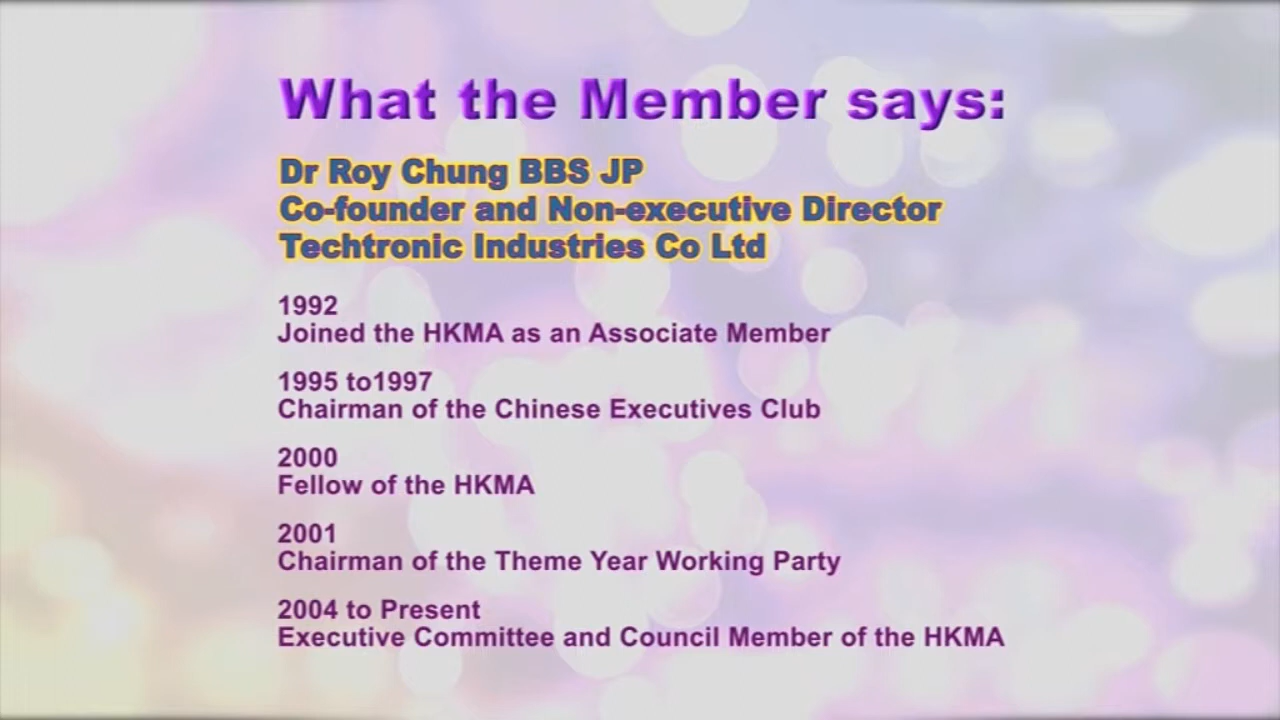 What the Member says:
Dr Roy Chung BBS JP
Co-founder and Non-executive Director
Techtronic Industries Co Ltd
1992
Joined the HKMA as an Associate Member
1995 to1997
Chairman of the Chinese Executives Club
2000
Fellow of the HKMA
2001
Chairman of the Theme Year Working Party
2004 to Present
Executive Committee and Council Member of the HKMA